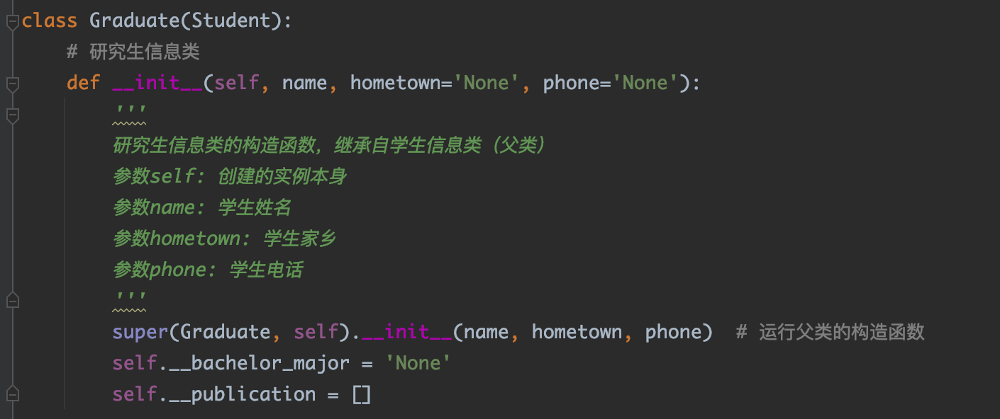 class Graduate(Student):
# 研究生信息类
def __init__(self, name, hometown='None', phone='None'):
'''
研究生信息类的构造函数，继承自学生信息类（父类）
参数self: 创建的实例本身
参数name: 学生姓名
参数hometown: 学生家乡
参数phone: 学生电话
'''
super(Graduate, self).__init__(name, hometown, phone)  # 运行父类的构造函数
self.__bachelor_major = 'None'
self.__publication = []